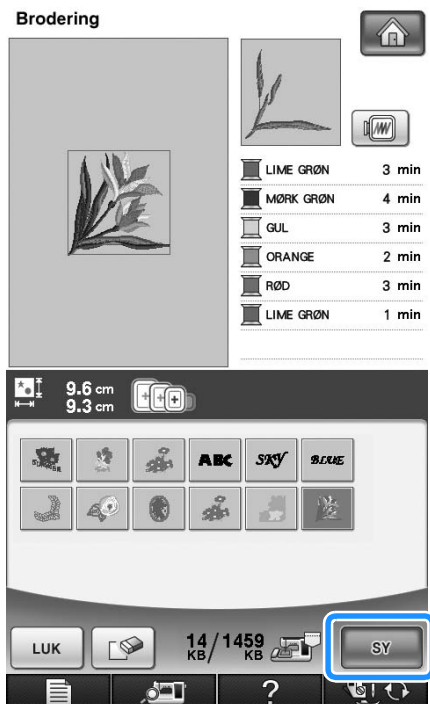 Brodering
LIME GRØN 3 min
MØRK GRØN 4 min
GUL 3 min
ORANGE 2 min
RØD 3 min
LIME GRØN 1 min
9.6 cm
9.3 cm
ABC SKY BLUE
LUK 14 KB / 1459 KB SY
?